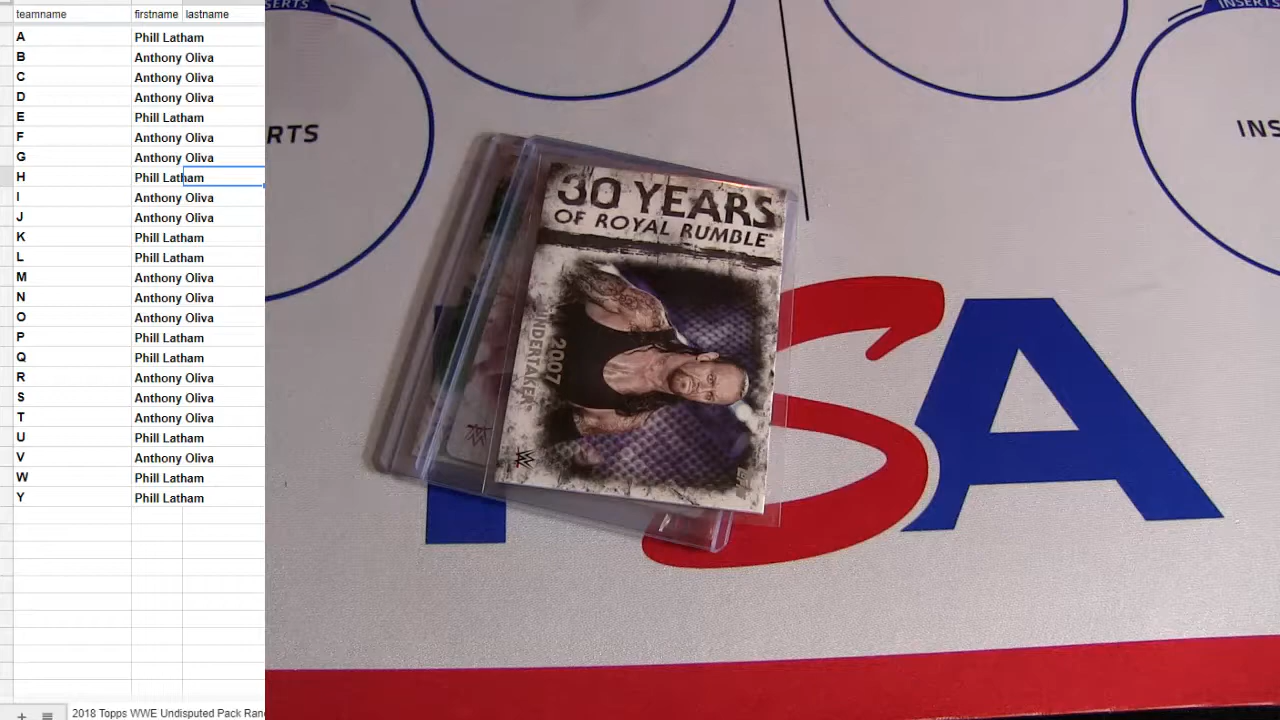 teamname firstname lastname
A Phill Latham
B Anthony Oliva
C Anthony Oliva
D Anthony Oliva
E Phill Latham
F Anthony Oliva
G Anthony Oliva
H Phill Latham
I Anthony Oliva
J Anthony Oliva
K Phill Latham
L Phill Latham
M Anthony Oliva
N Anthony Oliva
O Anthony Oliva
P Phill Latham
Q Phill Latham
R Anthony Oliva
S Anthony Oliva
T Anthony Oliva
U Phill Latham
V Anthony Oliva
W Phill Latham
Y Phill Latham
2018 Topps WWE Undisputed Pack Ran
SERTS
INSERTS
RTS
INS
30 YEARS
OF ROYAL RUMBLE
2007
UNDERTAKER
SA